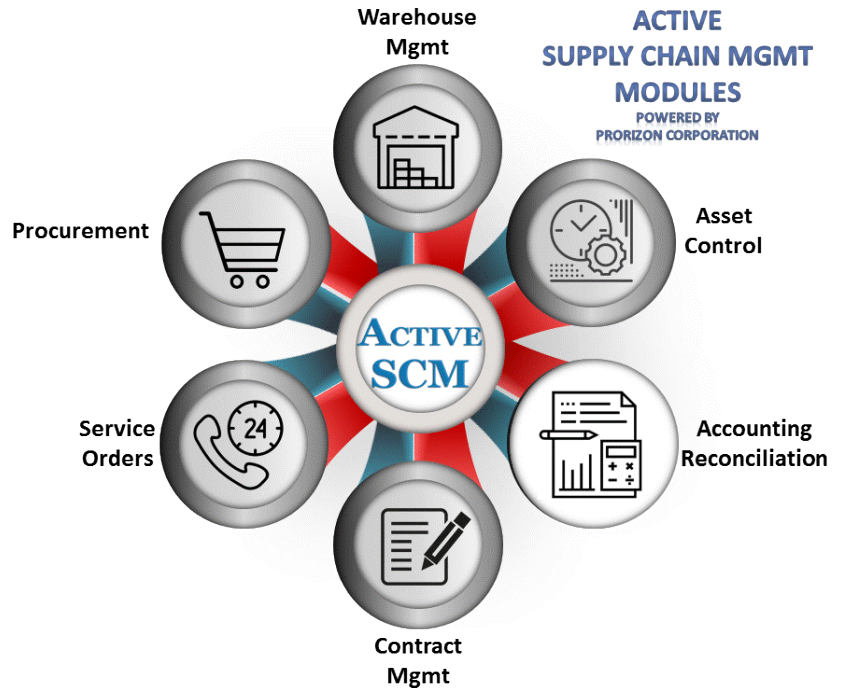 Warehouse
Mgmt
ACTIVE
SUPPLY CHAIN MGMT
MODULES
POWERED BY
PRORIZON CORPORATION
Procurement
Asset
Control
ACTIVE
SCM
Service
Orders
24
Accounting
Reconciliation
Contract
Mgmt